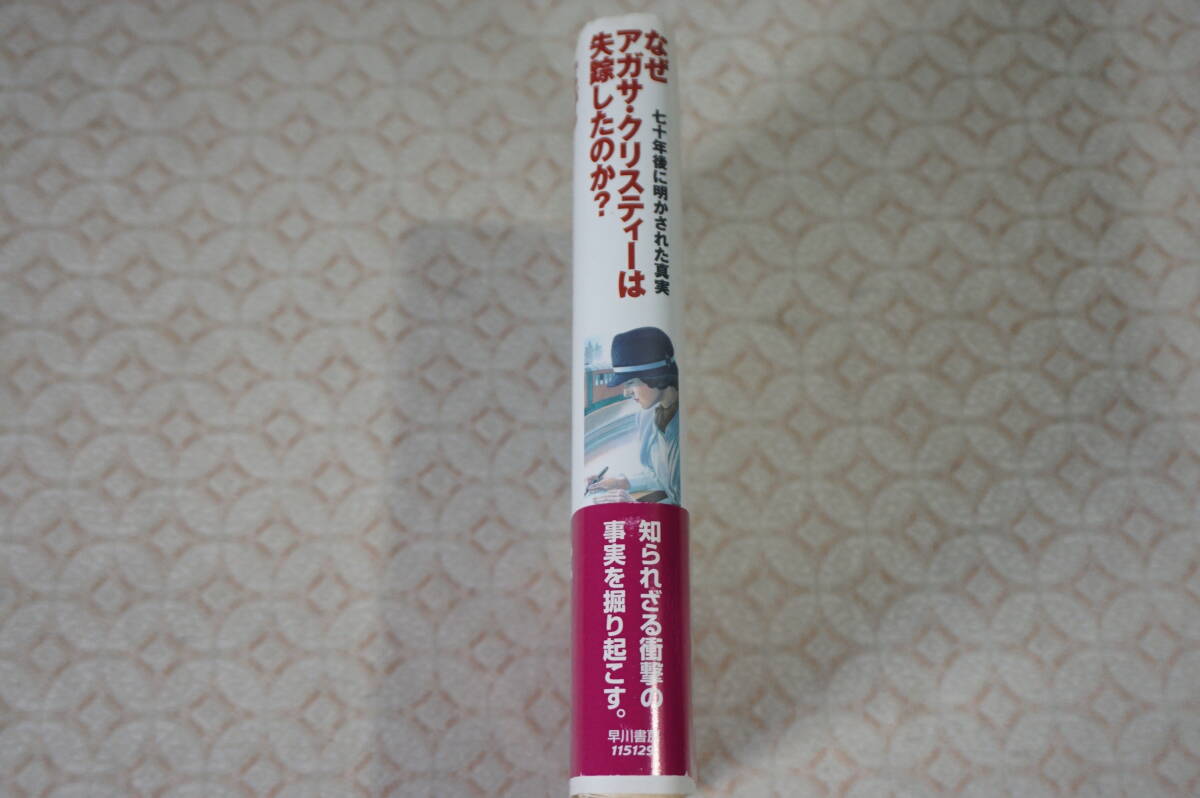 なぜ
アガサ・クリスティーは
失踪したのか?
七十年後に明かされた真実
知られざる衝撃の
事実を掘り起こす。
早川書房
115129